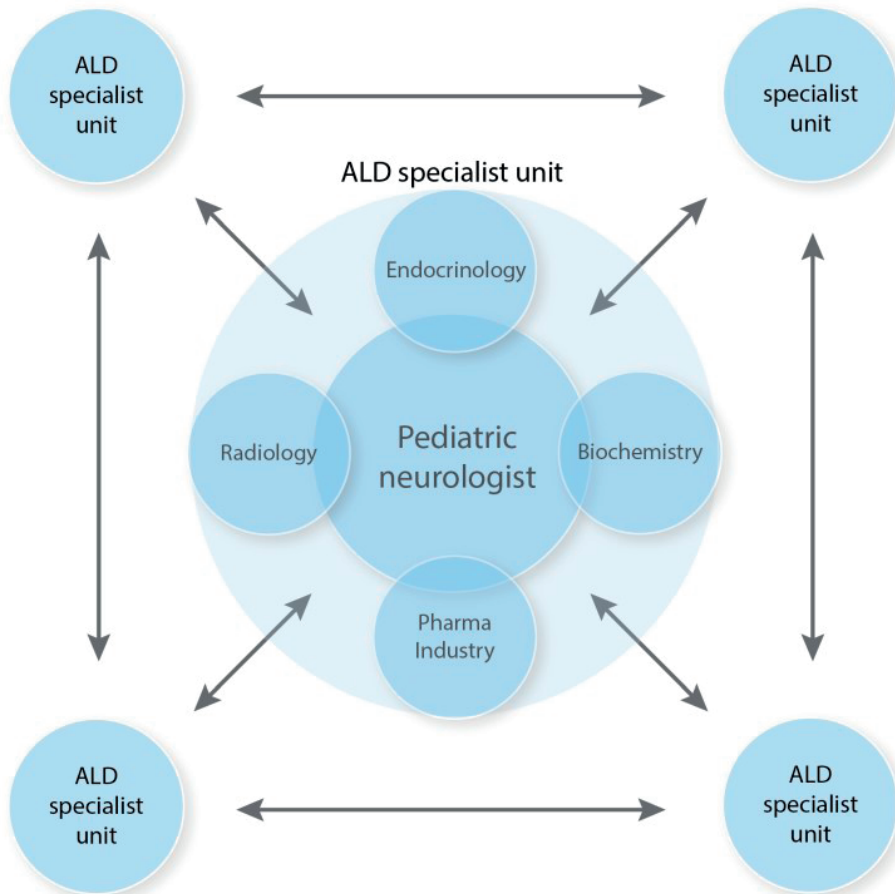 ALD
specialist
unit
ALD
specialist
unit
ALD specialist unit
Endocrinology
Radiology
Pediatric
neurologist
Biochemistry
Pharma
Industry
ALD
specialist
unit
ALD
specialist
unit